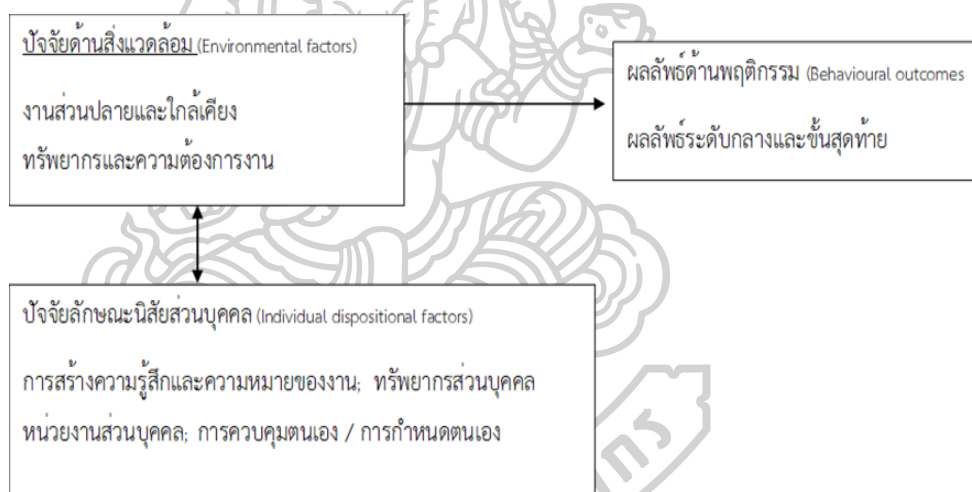 ปัจจัยด้านสิ่งแวดล้อม (Environmental factors)
งานส่วนปลายและใกล้เคียง
ทรัพยากรและความต้องการงาน
ผลลัพธ์ด้านพฤติกรรม (Behavioural outcomes
ผลลัพธ์ระดับกลางและขั้นสุดท้าย
ปัจจัยลักษณะนิสัยส่วนบุคคล (Individual dispositional factors)
การสร้างความรู้สึกและความหมายของงาน; ทรัพยากรส่วนบุคคล
หน่วยงานส่วนบุคคล; การควบคุมตนเอง / การกำหนดตนเอง